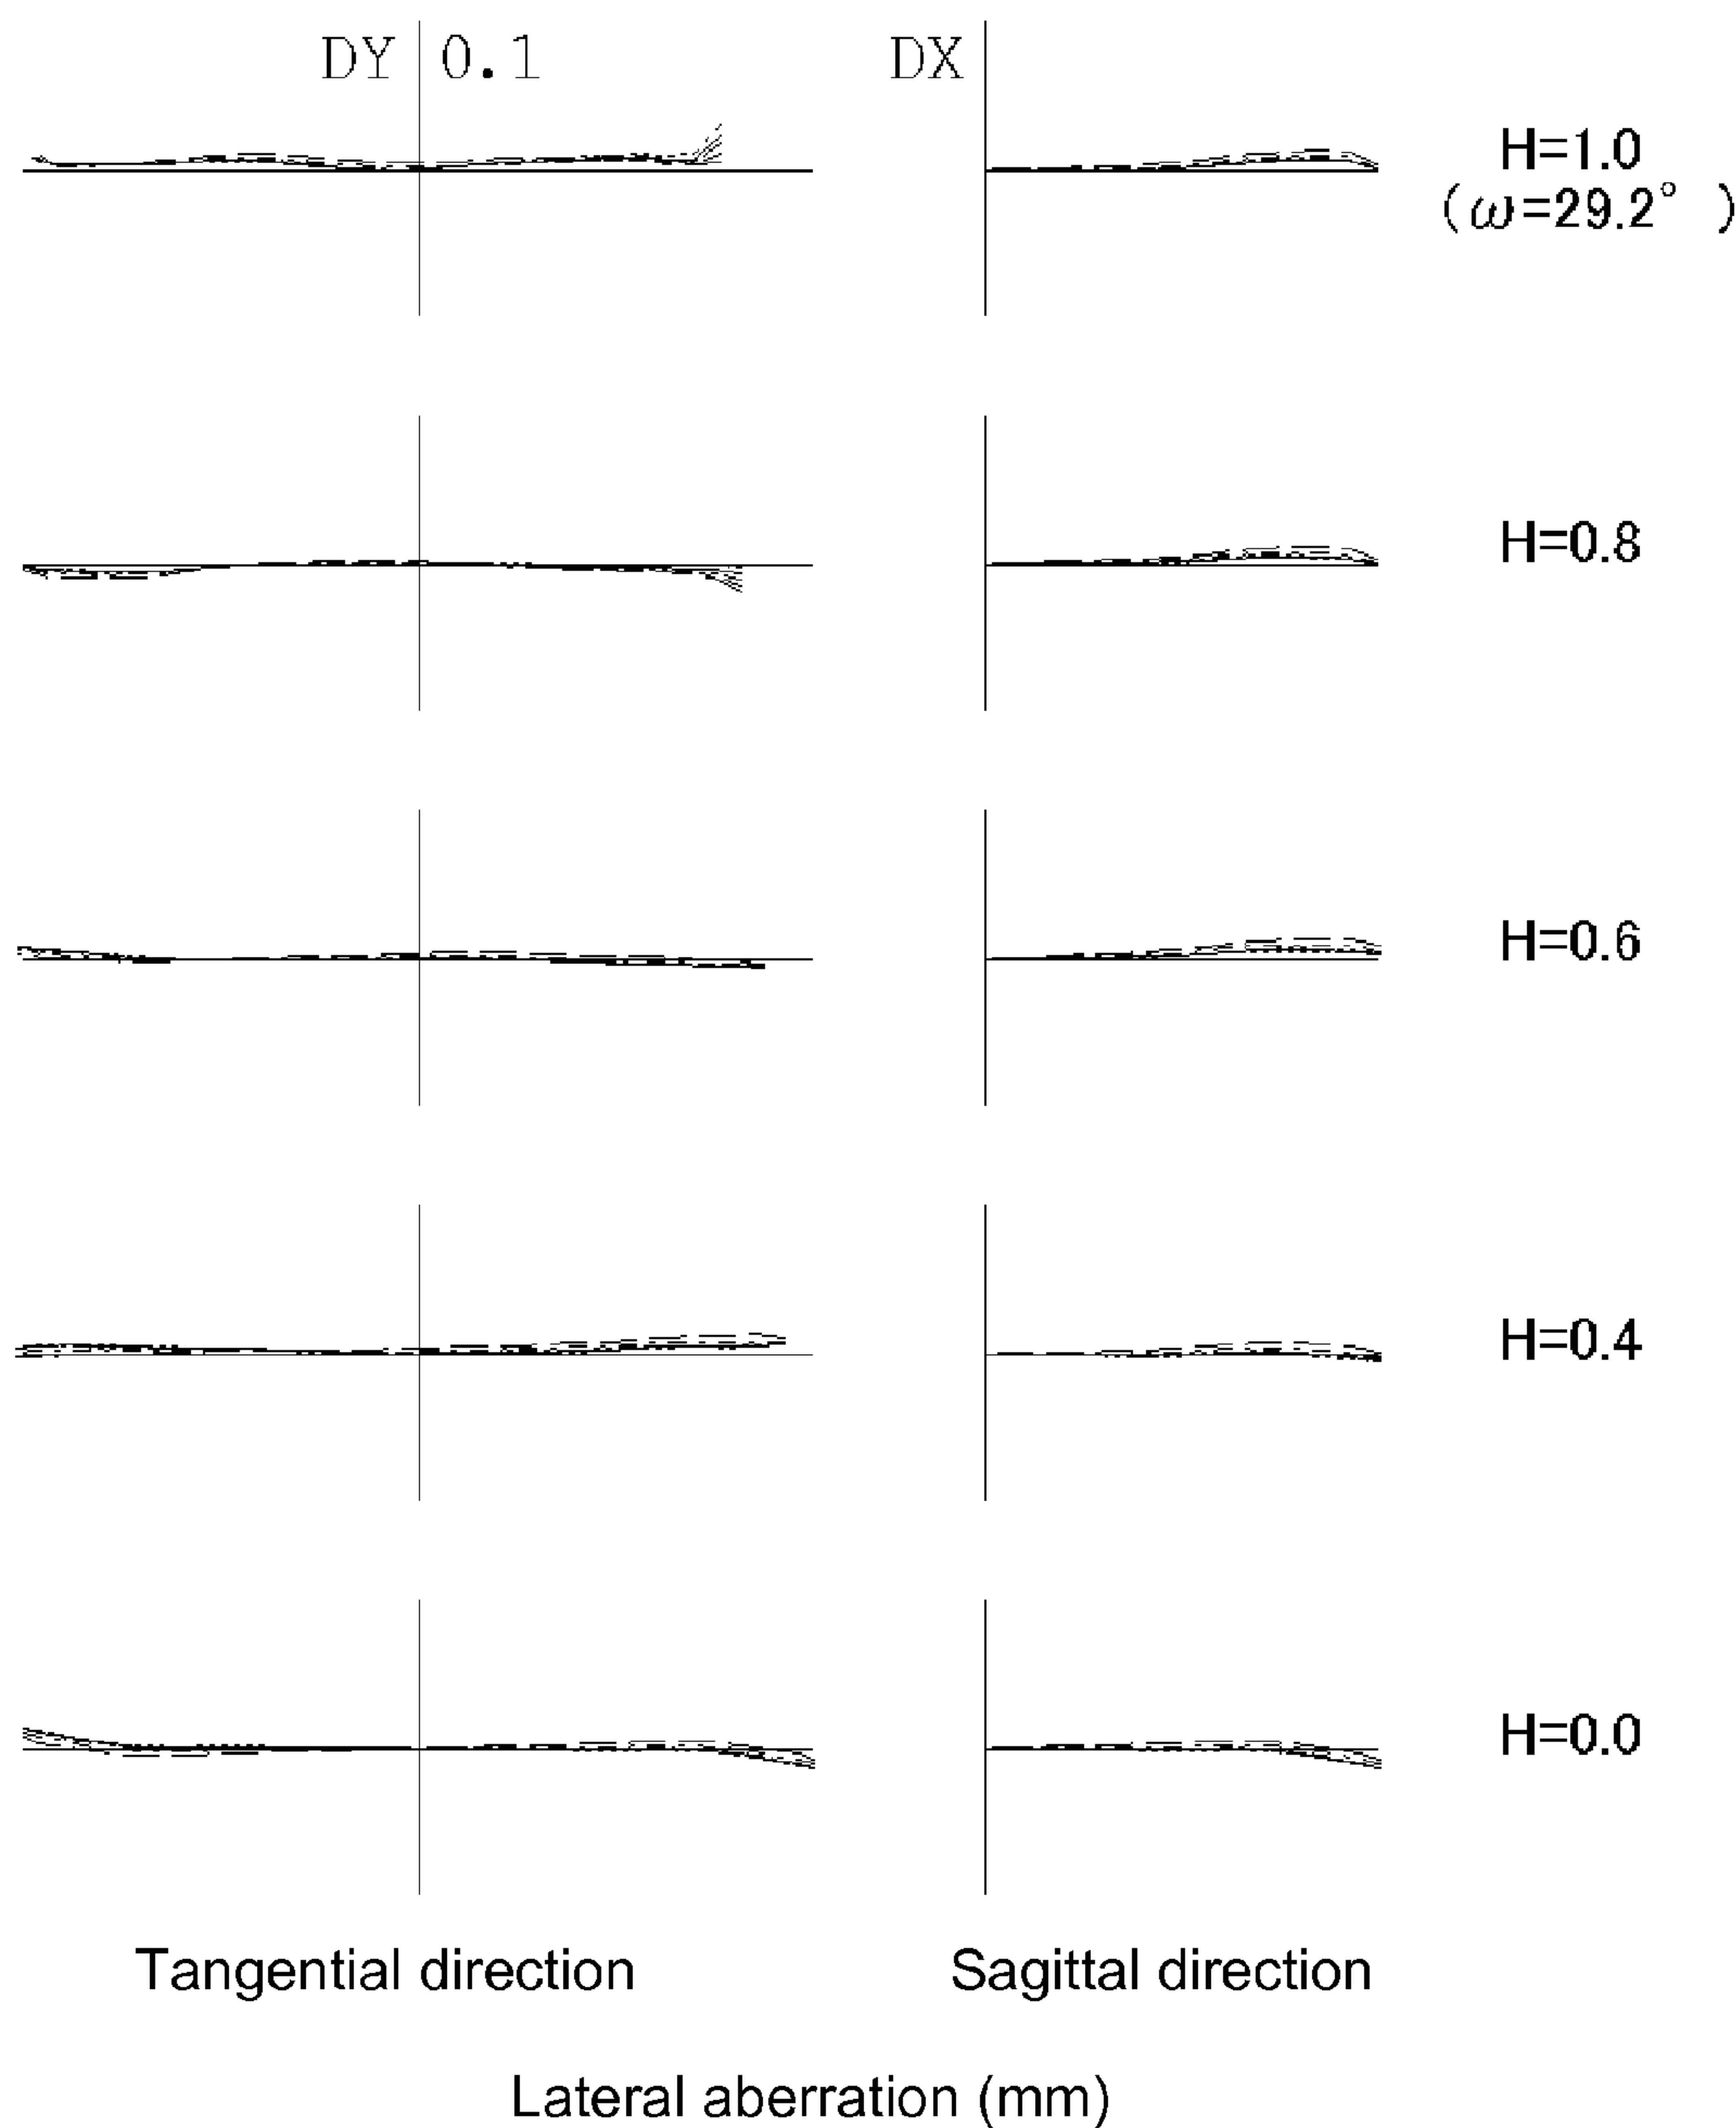 DY 0.1 DX
H=1.0
(ω=29.2° )
H=0.8
H=0.6
H=0.4
H=0.0
Tangential direction Sagittal direction
Lateral aberration (mm)